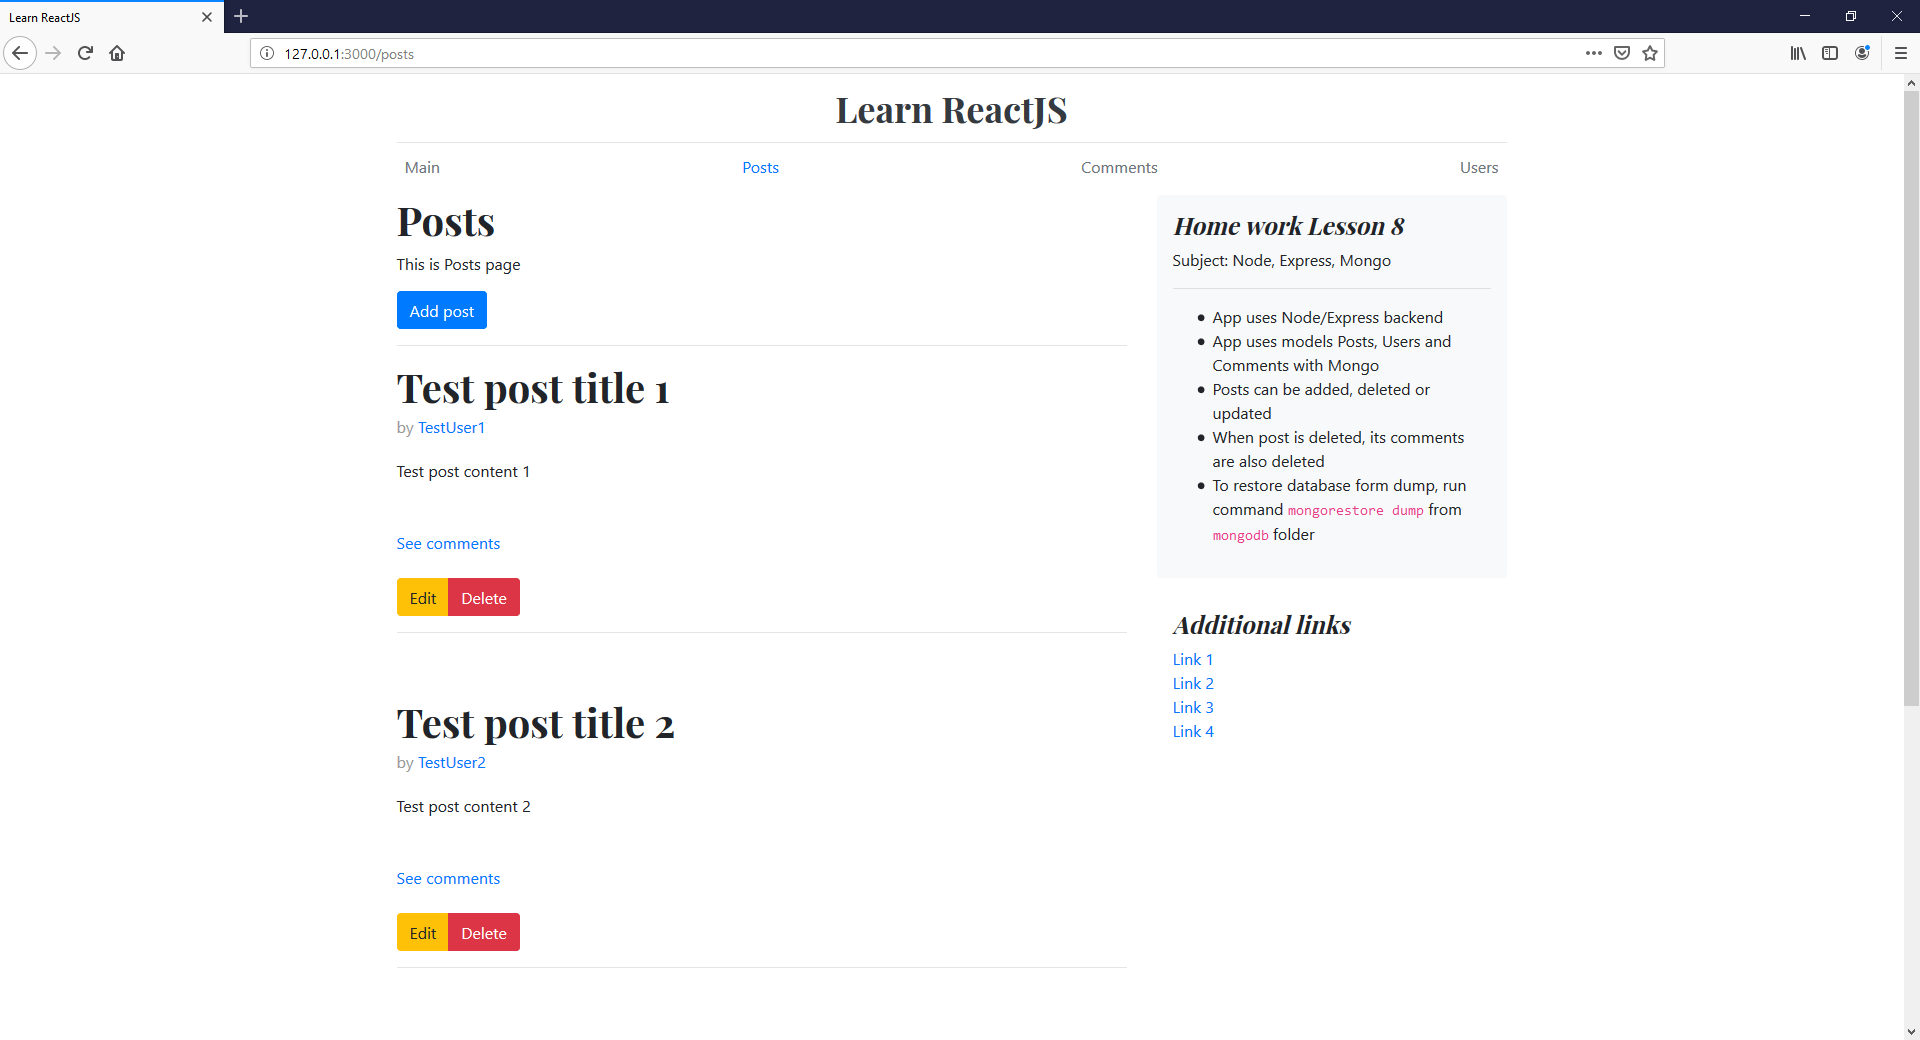 Learn ReactJS
127.0.0.1:3000/posts
Learn ReactJS
Main
Posts
Comments
Users
Posts
This is Posts page
Add post
Test post title 1
by TestUser1
Test post content 1
See comments
Edit
Delete
Test post title 2
by TestUser2
Test post content 2
See comments
Edit
Delete
Home work Lesson 8
Subject: Node, Express, Mongo
App uses Node/Express backend
App uses models Posts, Users and
Comments with Mongo
Posts can be added, deleted or
updated
When post is deleted, its comments
are also deleted
To restore database form dump, run
command mongorestore dump from
mongodb folder
Additional links
Link 1
Link 2
Link 3
Link 4